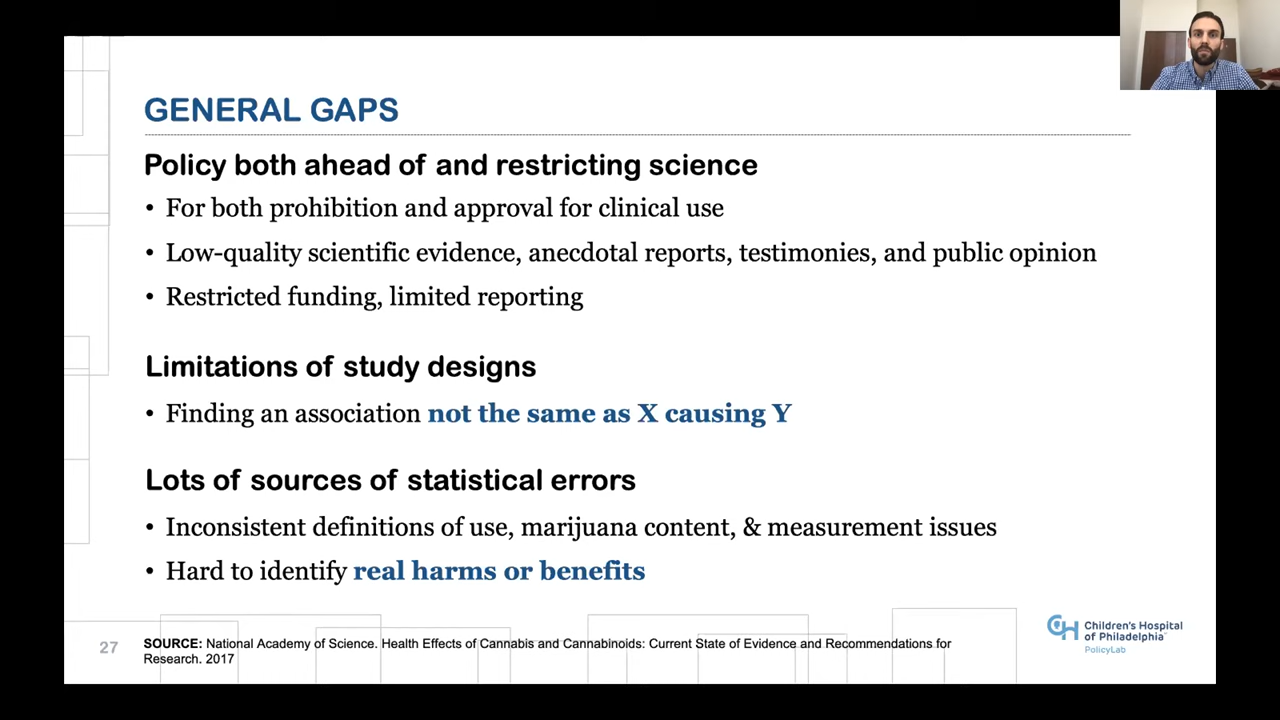 GENERAL GAPS
Policy both ahead of and restricting science
• For both prohibition and approval for clinical use
• Low-quality scientific evidence, anecdotal reports, testimonies, and public opinion
• Restricted funding, limited reporting
Limitations of study designs
• Finding an association not the same as X causing Y
Lots of sources of statistical errors
• Inconsistent definitions of use, marijuana content, & measurement issues
• Hard to identify real harms or benefits
27
SOURCE: National Academy of Science. Health Effects of Cannabis and Cannabinoids: Current State of Evidence and Recommendations for
Research. 2017
CH Children's Hospital
of Philadelphia
PolicyLab